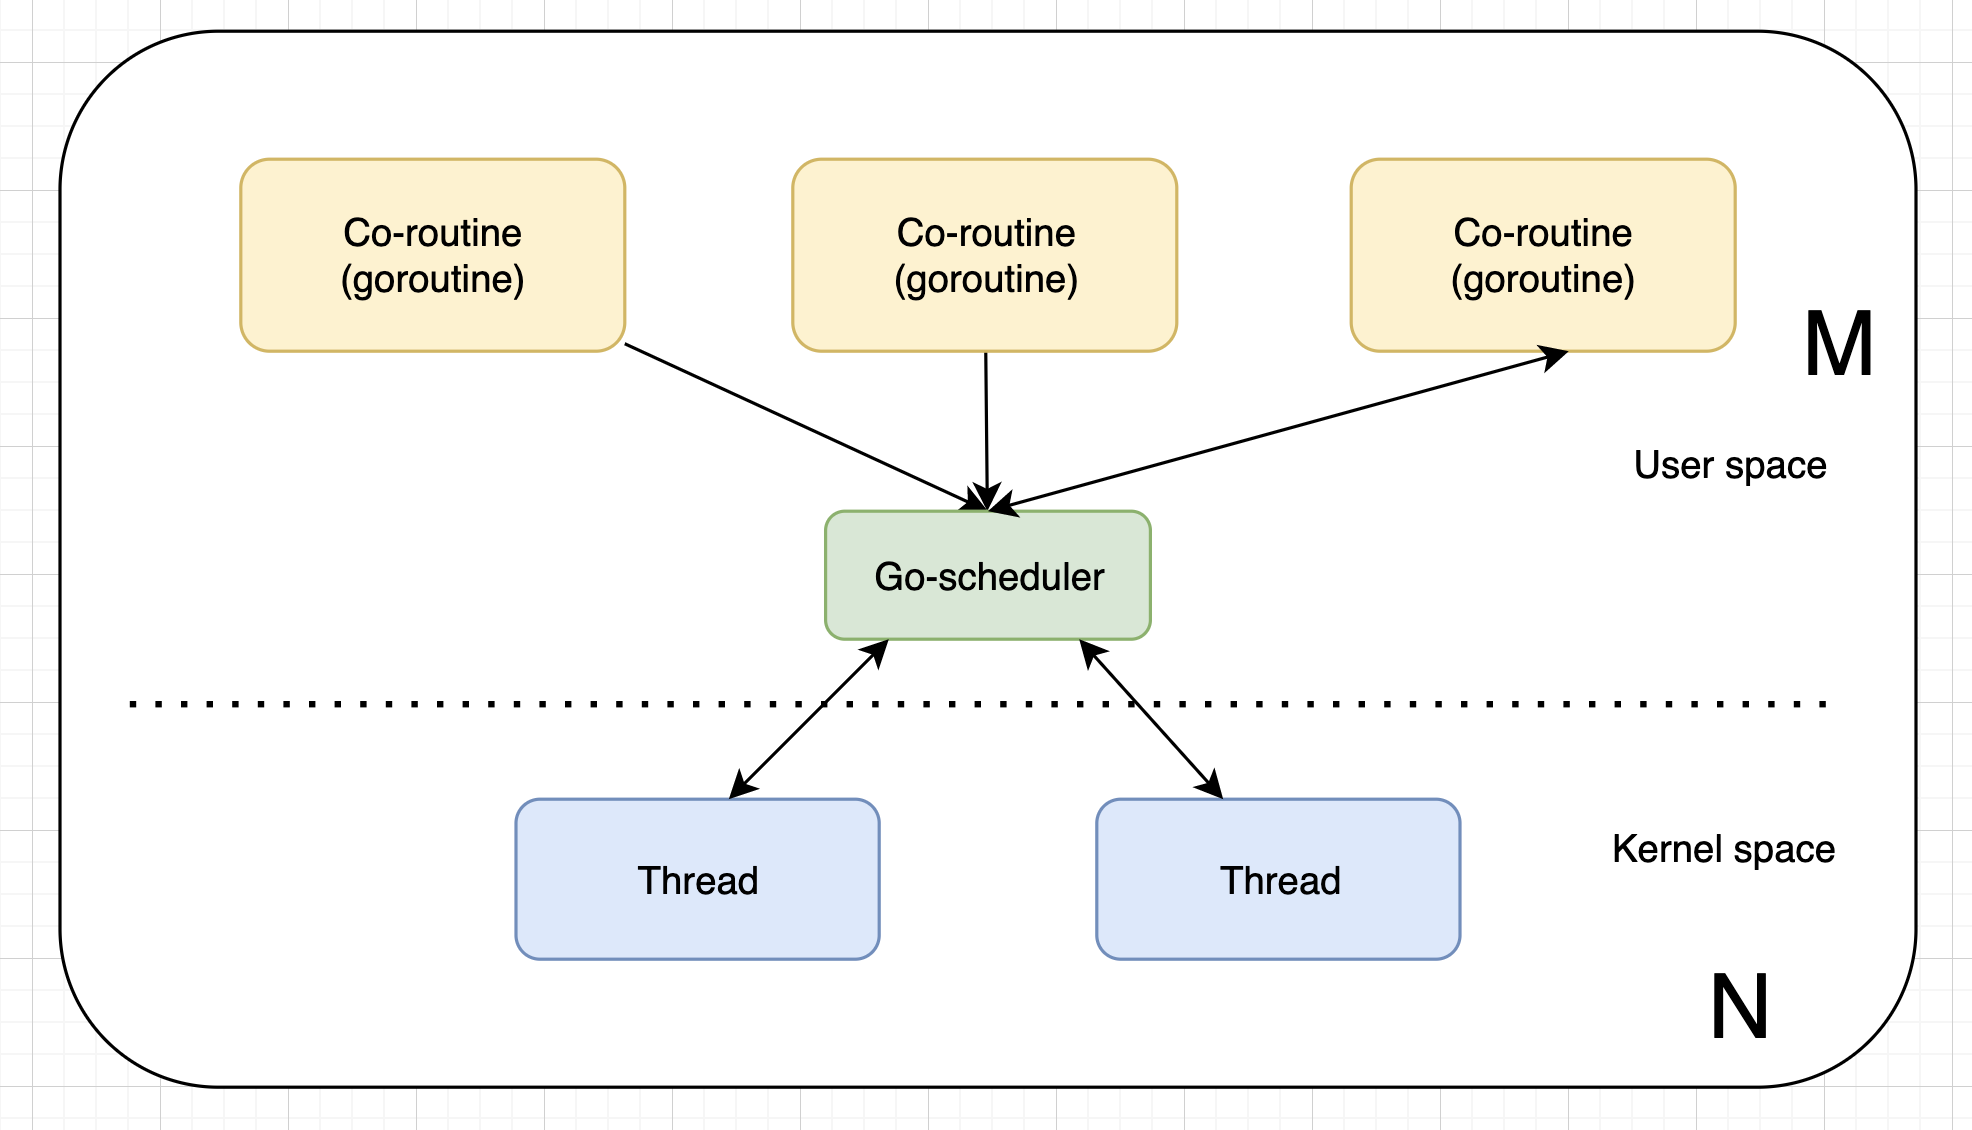 Co-routine
(goroutine)
Co-routine
(goroutine)
Co-routine
(goroutine)
M
User space
Go-scheduler
Kernel space
Thread
Thread
N